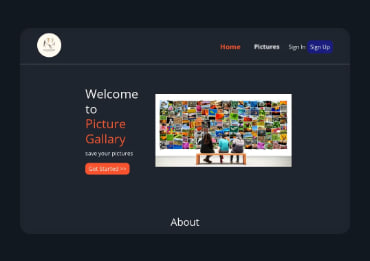 Home Pictures Sign In Sign Up
Welcome
to
Picture
Gallary
save your pictures
Get Started >>
About